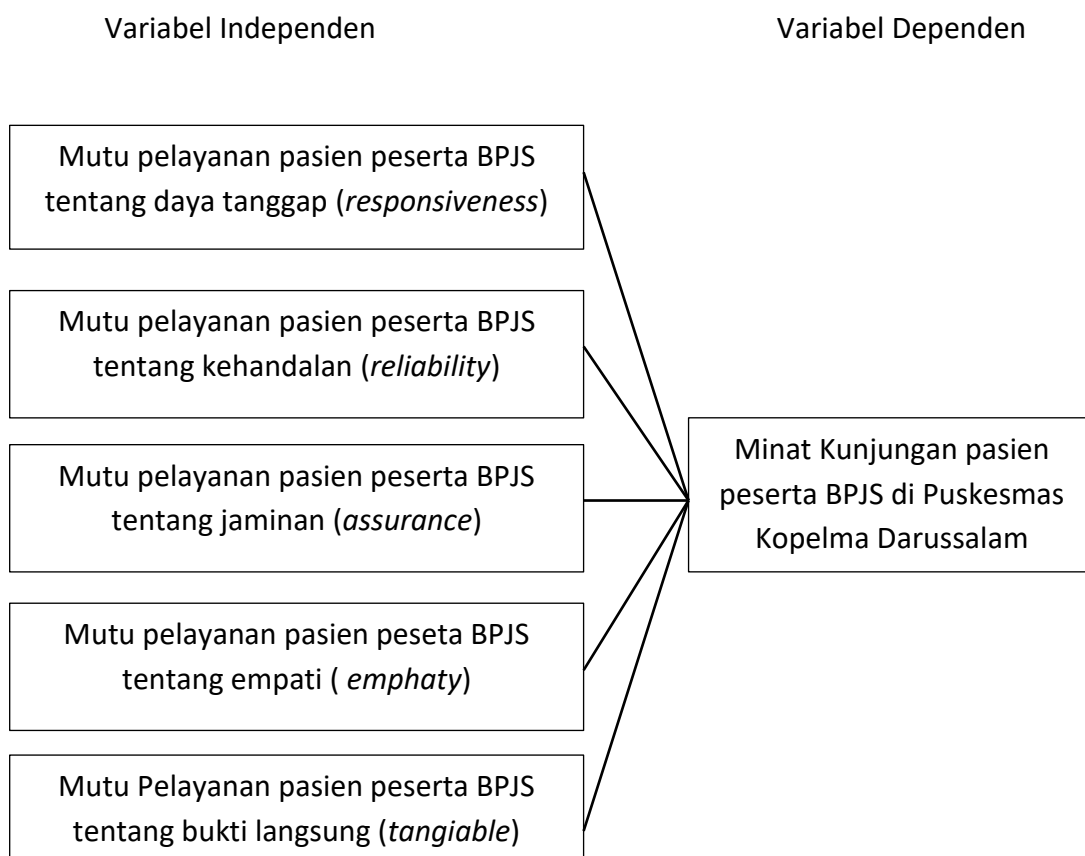 Variabel Independen
Variabel Dependen
Mutu pelayanan pasien peserta BPJS
tentang daya tanggap (responsiveness)
Mutu pelayanan pasien peserta BPJS
tentang kehandalan (reliability)
Mutu pelayanan pasien peserta BPJS
tentang jaminan (assurance)
Mutu pelayanan pasien peseta BPJS
tentang empati ( emphaty)
Mutu Pelayanan pasien peserta BPJS
tentang bukti langsung (tangiable)
Minat Kunjungan pasien
peserta BPJS di Puskesmas
Kopelma Darussalam